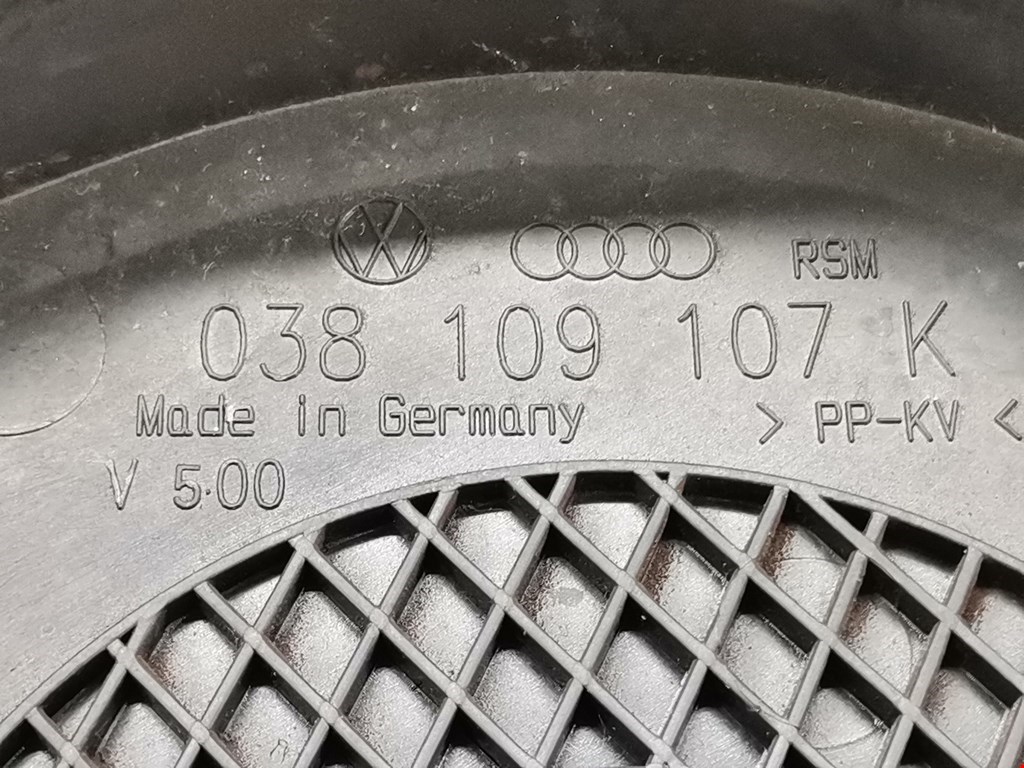 RSM
038 109 107 K
Made in Germany > PP-KV <
V 5·00